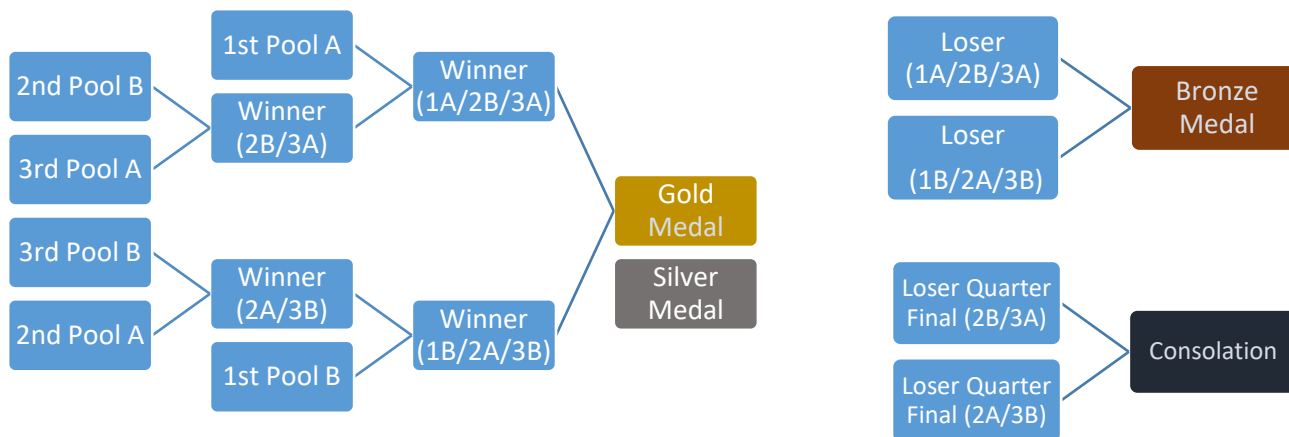 1st Pool A
2nd Pool B
Winner
(2B/3A)
3rd Pool A
Winner
(1A/2B/3A)
3rd Pool B
Winner
(2A/3B)
2nd Pool A
1st Pool B
Winner
(1B/2A/3B)
Gold
Medal
Silver
Medal
Loser
(1A/2B/3A)
Loser
(1B/2A/3B)
Bronze
Medal
Loser Quarter
Final (2B/3A)
Loser Quarter
Final (2A/3B)
Consolation